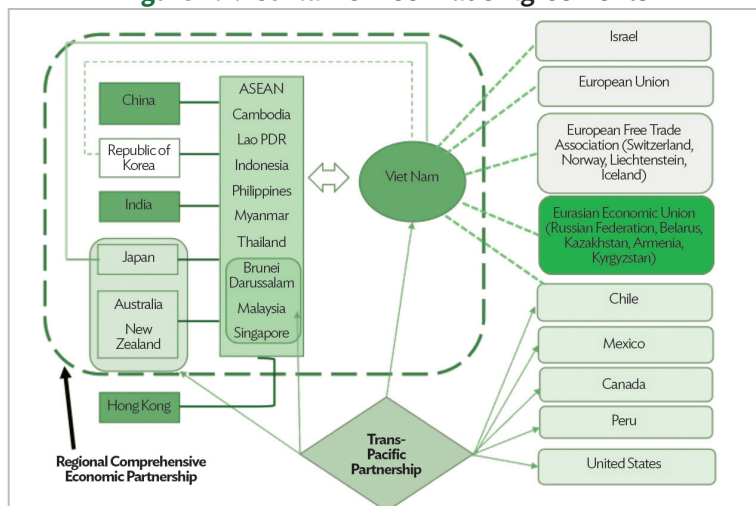 China
Republic of
Korea
India
Japan
Australia
New
Zealand
Hong Kong
ASEAN
Cambodia
Lao PDR
Indonesia
Philippines
Myanmar
Thailand
Brunei
Darussalam
Malaysia
Singapore
Viet Nam
Israel
European Union
European Free Trade
Association (Switzerland,
Norway, Liechtenstein,
Iceland)
Eurasian Economic Union
(Russian Federation, Belarus,
Kazakhstan, Armenia,
Kyrgyzstan)
Chile
Mexico
Canada
Peru
United States
Trans-
Pacific
Partnership
Regional Comprehensive
Economic Partnership